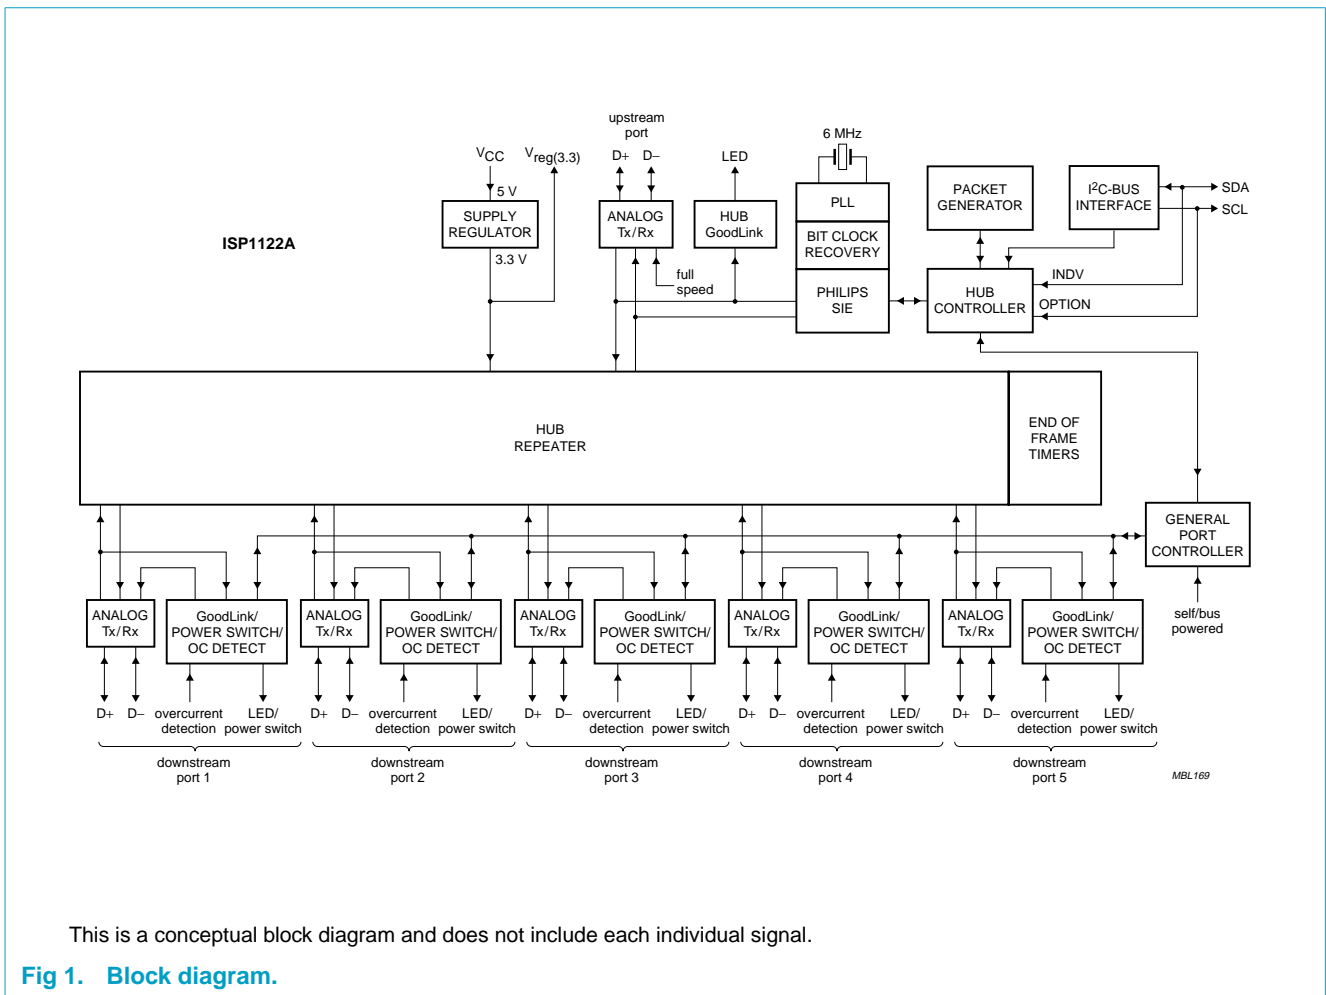 upstream
port
6 MHz
VCC
Vreg(3.3)
D+
D−
LED
5 V
SUPPLY
REGULATOR
3.3 V
ANALOG
Tx/Rx
HUB
GoodLink
full
speed
PLL
BIT CLOCK
RECOVERY
PHILIPS
SIE
PACKET
GENERATOR
I²C-BUS
INTERFACE
SDA
SCL
HUB
CONTROLLER
INDV
OPTION
ISP1122A
HUB
REPEATER
END OF
FRAME
TIMERS
GENERAL
PORT
CONTROLLER
self/bus
powered
ANALOG
Tx/Rx
GoodLink/
POWER SWITCH/
OC DETECT
D+
D−
overcurrent
detection
LED/
power switch
downstream
port 1
ANALOG
Tx/Rx
GoodLink/
POWER SWITCH/
OC DETECT
D+
D−
overcurrent
detection
LED/
power switch
downstream
port 2
ANALOG
Tx/Rx
GoodLink/
POWER SWITCH/
OC DETECT
D+
D−
overcurrent
detection
LED/
power switch
downstream
port 3
ANALOG
Tx/Rx
GoodLink/
POWER SWITCH/
OC DETECT
D+
D−
overcurrent
detection
LED/
power switch
downstream
port 4
ANALOG
Tx/Rx
GoodLink/
POWER SWITCH/
OC DETECT
D+
D−
overcurrent
detection
LED/
power switch
downstream
port 5
MBL169
This is a conceptual block diagram and does not include each individual signal.
Fig 1. Block diagram.